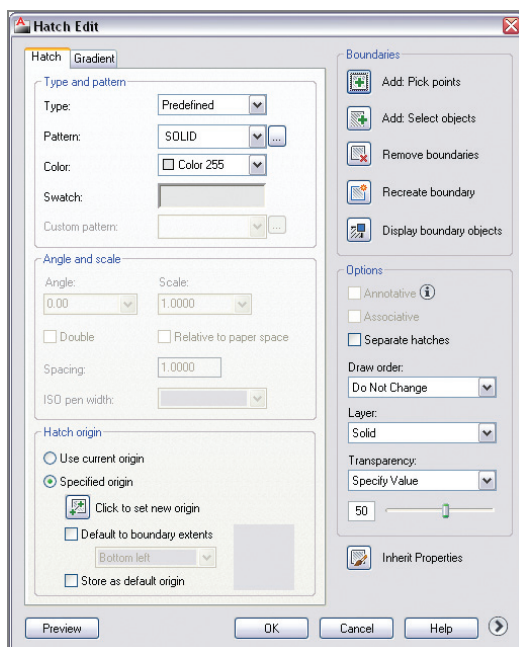 Hatch Edit
Hatch
Gradient
Type and pattern
Type:
Predefined
Pattern:
SOLID
...
Color:
Color 255
Swatch:
Custom pattern:
...
Angle and scale
Angle:
Scale:
0.00
1.0000
Double
Relative to paper space
Spacing:
1.0000
ISO pen width:
Hatch origin
Use current origin
Specified origin
Click to set new origin
Default to boundary extents
Bottom left
Store as default origin
Boundaries
Add: Pick points
Add: Select objects
Remove boundaries
Recreate boundary
Display boundary objects
Options
Annotative
Associative
Separate hatches
Draw order:
Do Not Change
Layer:
Solid
Transparency:
Specify Value
50
Inherit Properties
Preview
OK
Cancel
Help